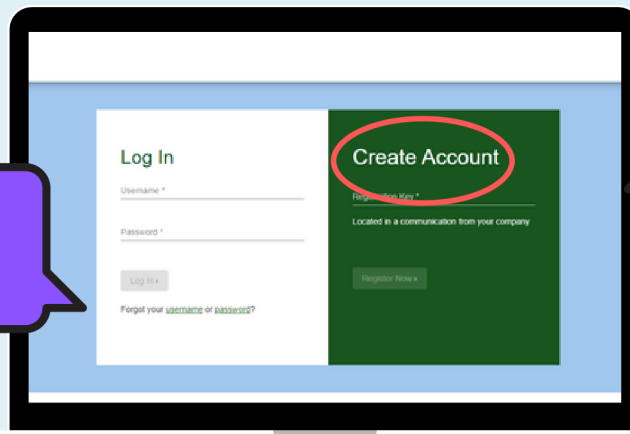 Log In
Username *
Password *
Log In ›
Forgot your username or password?
Create Account
Registration Key *
Located in a communication from your company
Register Now »